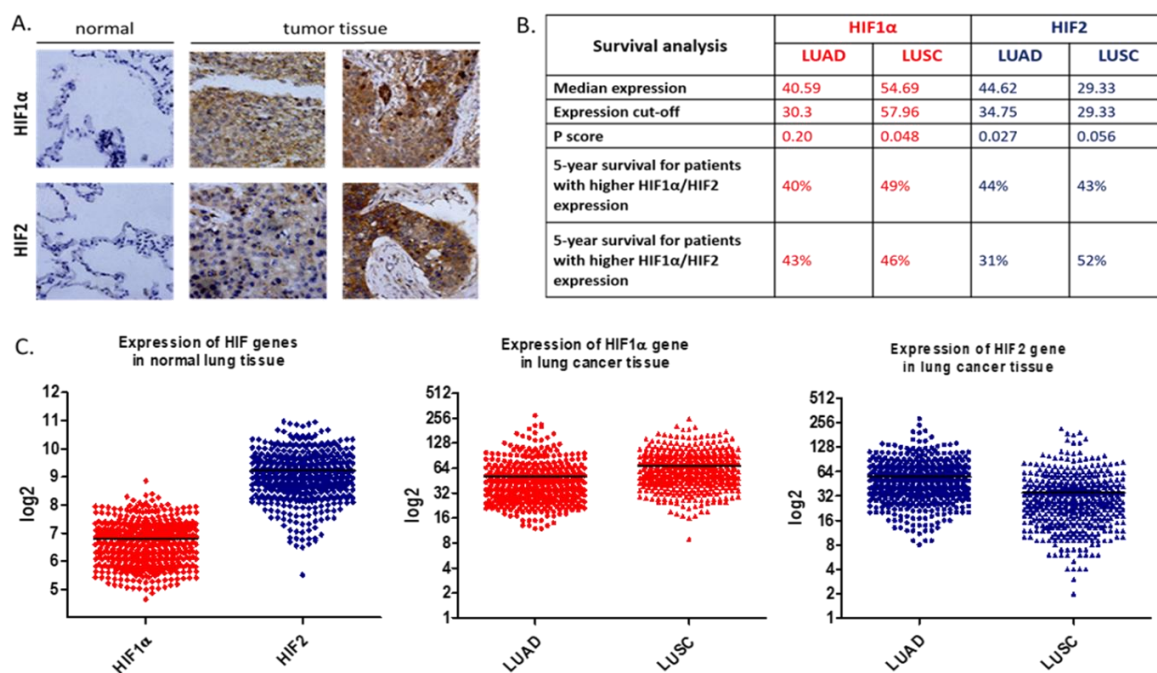 A.
normal
tumor tissue
HIF1α
HIF2
B.
Survival analysis
HIF1α
HIF2
LUAD
LUSC
LUAD
LUSC
Median expression
40.59
54.69
44.62
29.33
Expression cut-off
30.3
57.96
34.75
29.33
P score
0.20
0.048
0.027
0.056
5-year survival for patients
with higher HIF1α/HIF2
expression
40%
49%
44%
43%
5-year survival for patients
with higher HIF1α/HIF2
expression
43%
46%
31%
52%
C.
Expression of HIF genes
in normal lung tissue
log2
12
11
10
9
8
7
6
5
HIF1α
HIF2
Expression of HIF1α gene
in lung cancer tissue
log2
512
256
128
64
32
16
8
4
2
1
LUAD
LUSC
Expression of HIF2 gene
in lung cancer tissue
log2
512
256
128
64
32
16
8
4
2
1
LUAD
LUSC